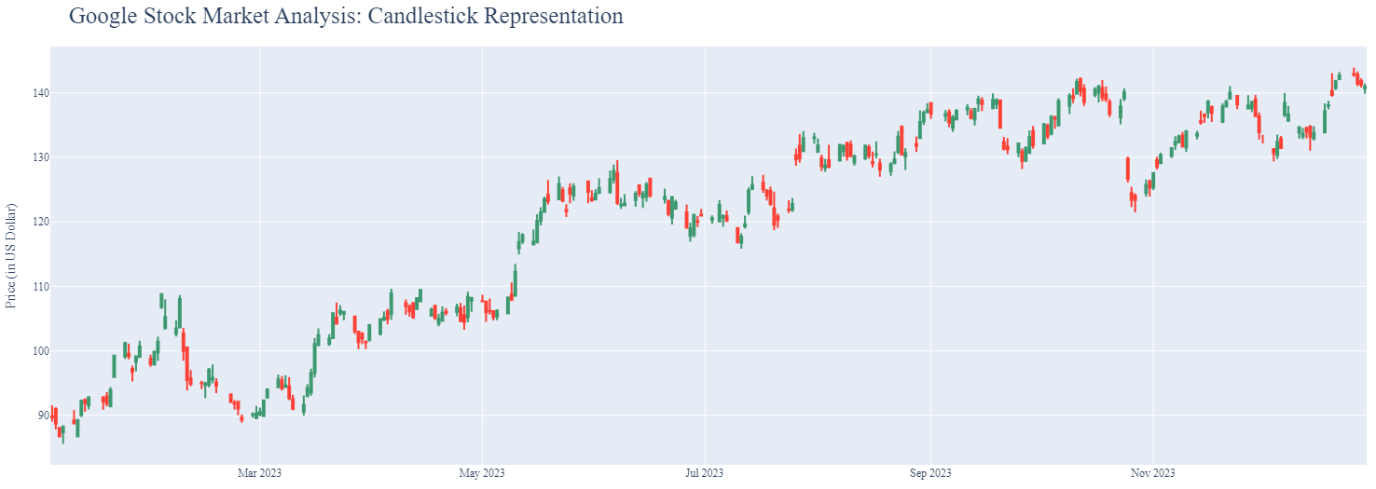 Google Stock Market Analysis: Candlestick Representation
Price (in US Dollar)
140
130
120
110
100
90
Mar 2023
May 2023
Jul 2023
Sep 2023
Nov 2023